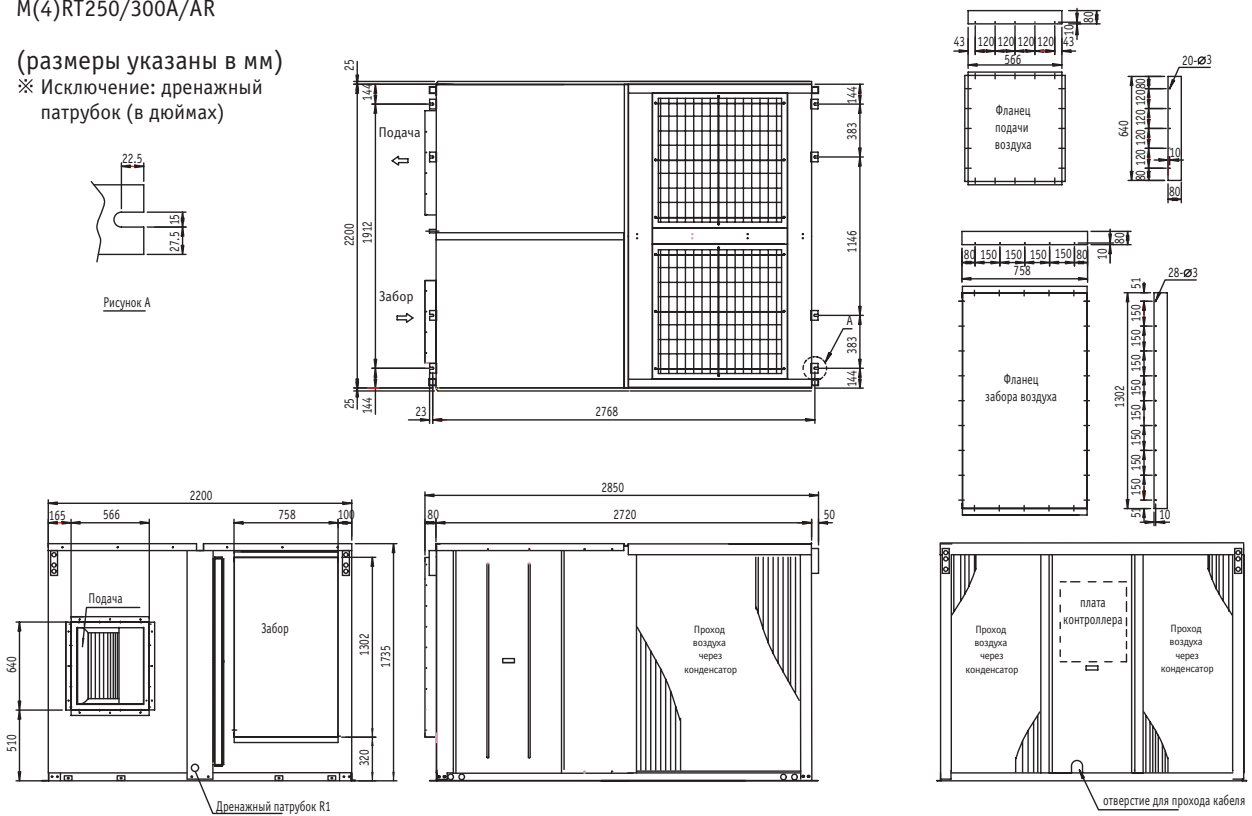 M(4)RT250/300A/AR
(размеры указаны в мм)
※ Исключение: дренажный
патрубок (в дюймах)
22.5
15
27.5
Рисунок А
25
144
2200
1912
25
144
Подача
Забор
23
2768
144
383
1146
A
383
144
80
10
43 120 120 120 120 43
566
Фланец
подачи
воздуха
20-Ø3
640
80 120 120 120 120 80
10
80
80
10
80 150 150 150 150 80
758
Фланец
забора воздуха
28-Ø3
1302
51 150 150 150 150 150 150 150 150 51
10
2200
165 566 758 100
Подача
Забор
640
510
1302
1735
320
Дренажный патрубок R1
2850
80 2720 50
Проход
воздуха
через
конденсатор
Проход
воздуха
через
конденсатор
плата
контроллера
Проход
воздуха
через
конденсатор
отверстие для прохода кабеля